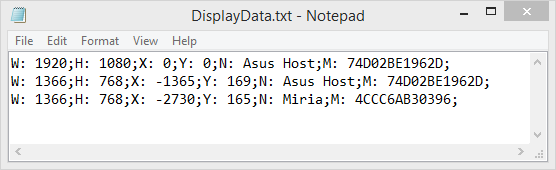 DisplayData.txt - Notepad
File Edit Format View Help
W: 1920;H: 1080;X: 0;Y: 0;N: Asus Host;M: 74D02BE1962D;
W: 1366;H: 768;X: -1365;Y: 169;N: Asus Host;M: 74D02BE1962D;
W: 1366;H: 768;X: -2730;Y: 165;N: Miria;M: 4CCC6AB30396;